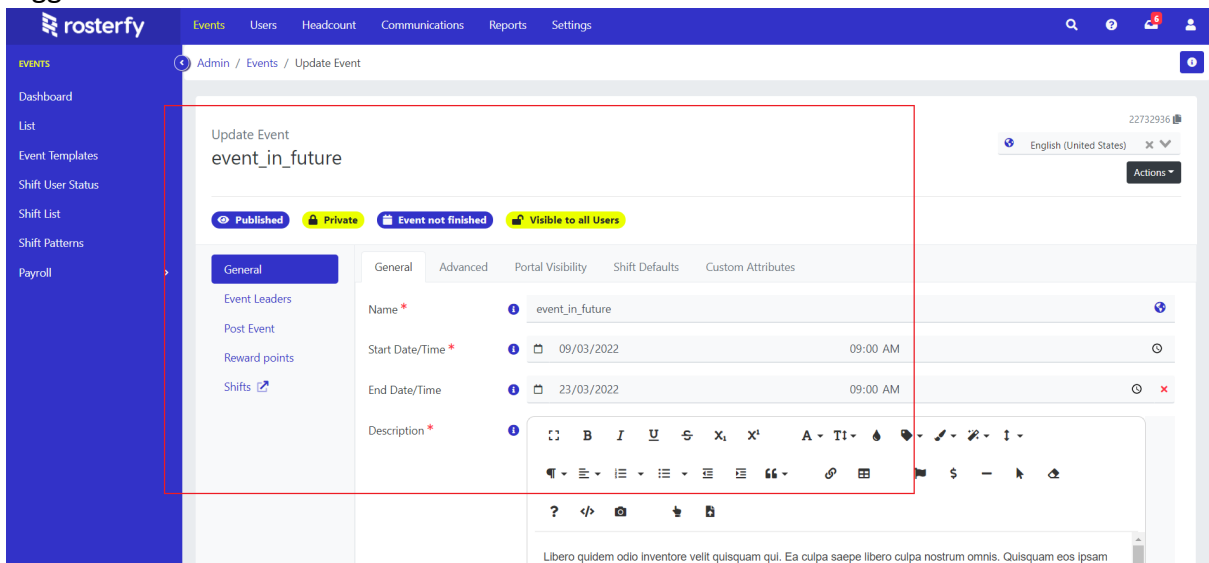 rosterfy
Events Users Headcount Communications Reports Settings
6
EVENTS
Admin / Events / Update Event
Dashboard
List
Event Templates
Shift User Status
Shift List
Shift Patterns
Payroll
22732936
Update Event
event_in_future
English (United States)
Actions
Published Private Event not finished Visible to all Users
General
Event Leaders
Post Event
Reward points
Shifts
General Advanced Portal Visibility Shift Defaults Custom Attributes
Name * event_in_future
Start Date/Time * 09/03/2022 09:00 AM
End Date/Time 23/03/2022 09:00 AM
Description *
B I U S X₁ X¹ A T
¶ “ $
? </>
Libero quidem odio inventore velit quisquam qui. Ea culpa saepe libero culpa nostrum omnis. Quisquam eos ipsam